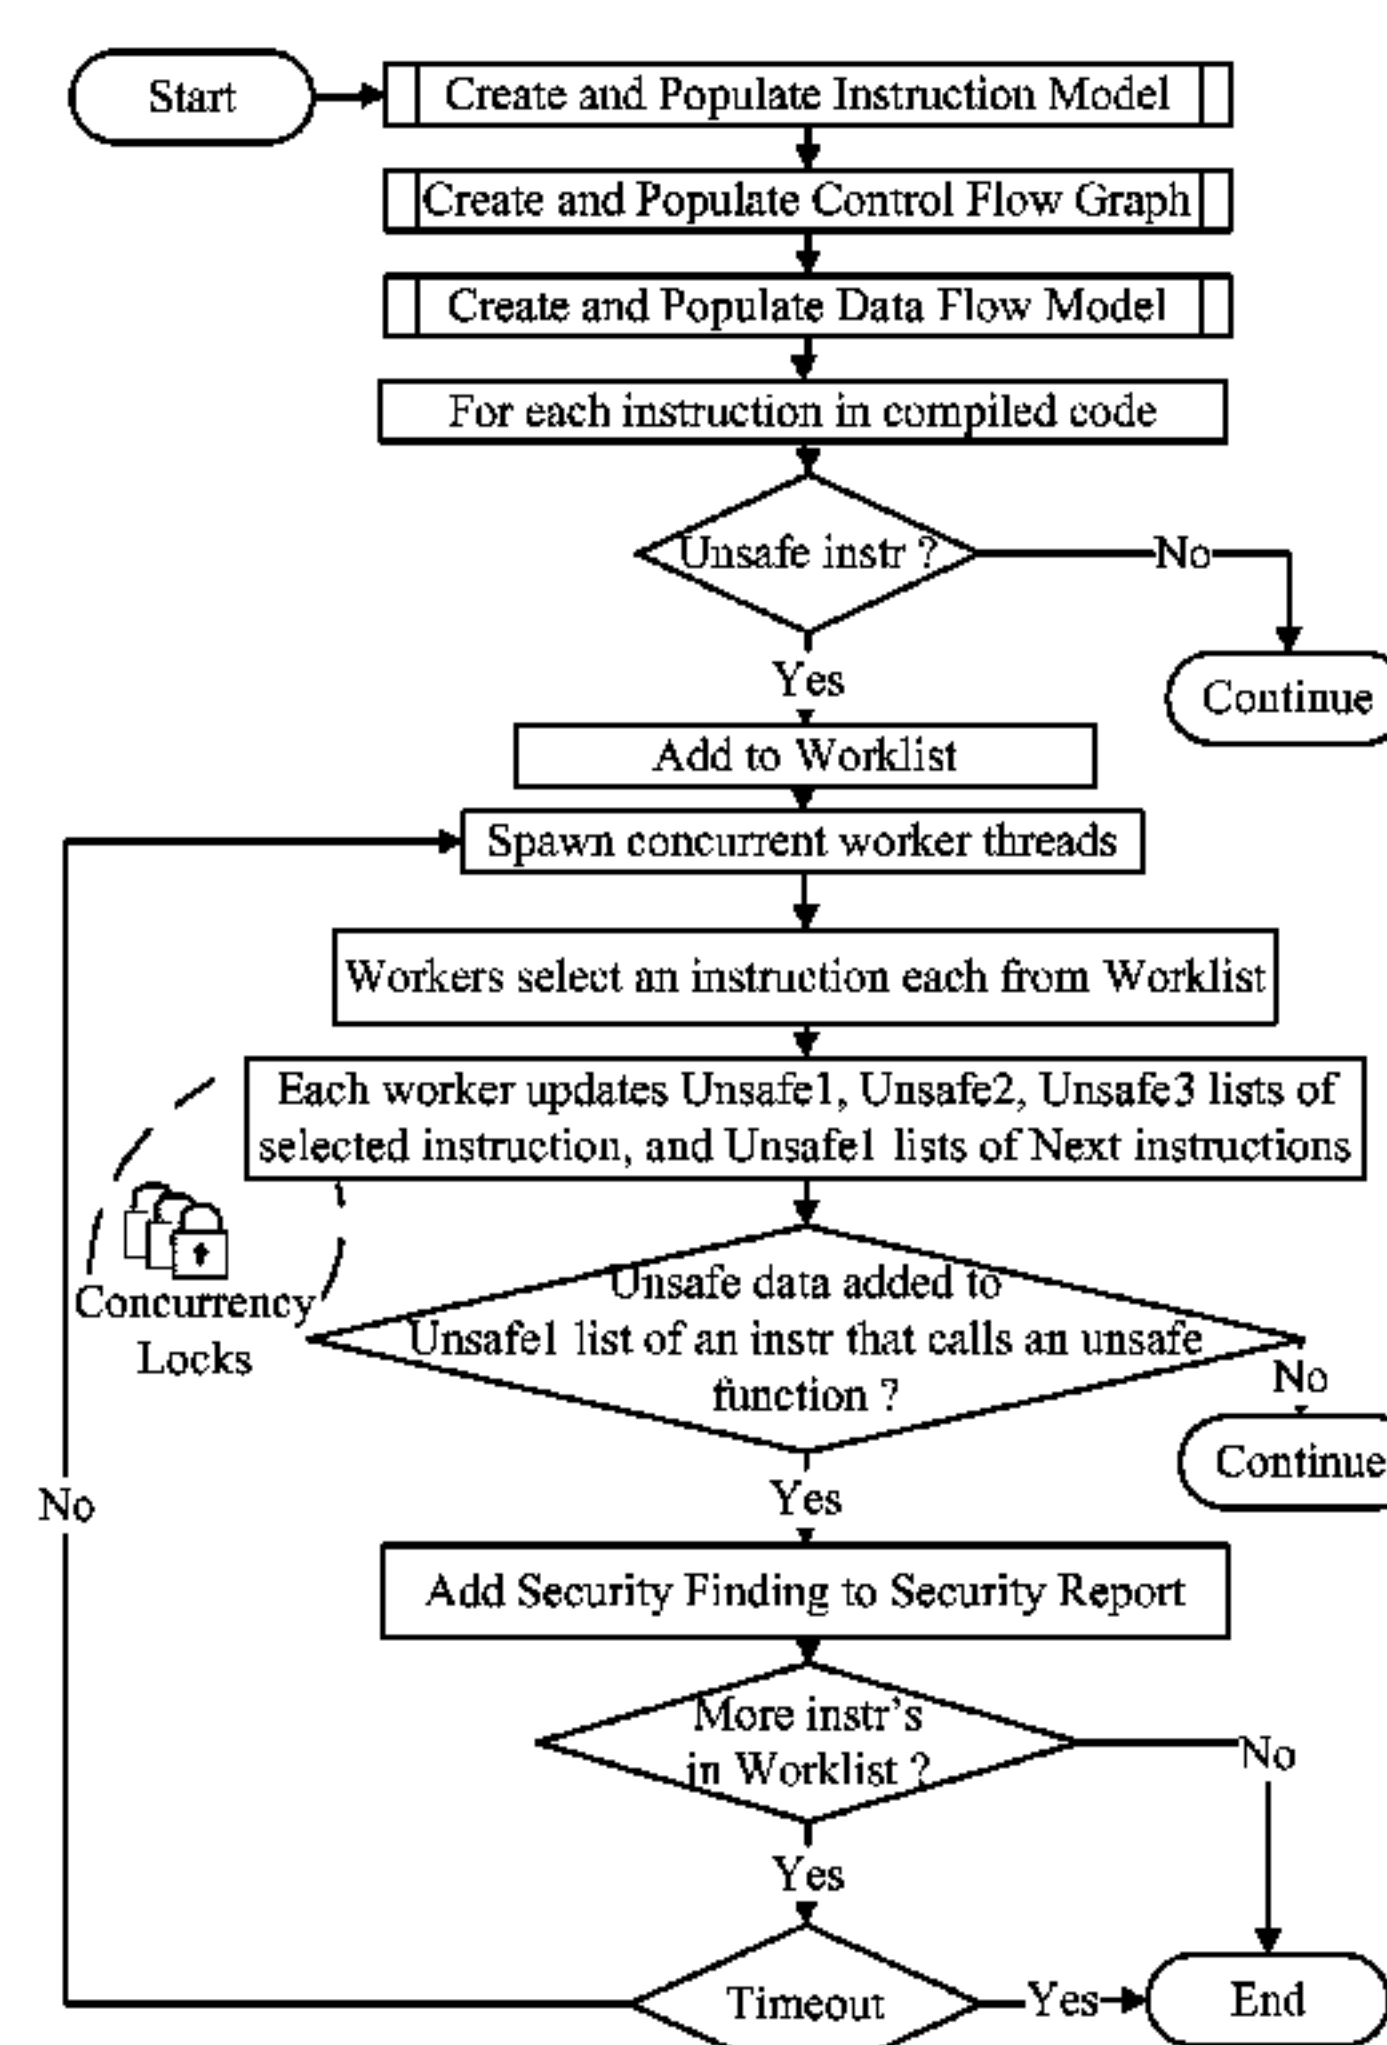 Start
Create and Populate Instruction Model
Create and Populate Control Flow Graph
Create and Populate Data Flow Model
For each instruction in compiled code
Unsafe instr ?
No
Continue
Yes
Add to Worklist
Spawn concurrent worker threads
Workers select an instruction each from Worklist
Each worker updates Unsafe1, Unsafe2, Unsafe3 lists of
selected instruction, and Unsafe1 lists of Next instructions
Concurrency
Locks
Unsafe data added to
Unsafe1 list of an instr that calls an unsafe
function ?
No
Continue
Yes
No
Add Security Finding to Security Report
More instr's
in Worklist ?
No
Yes
Timeout
Yes
End